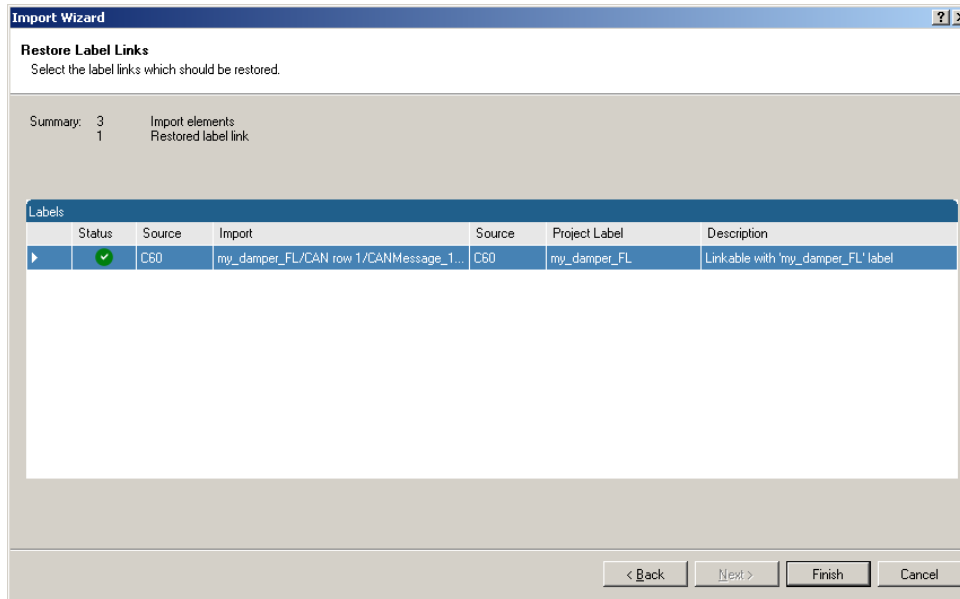 Import Wizard
Restore Label Links
Select the label links which should be restored.
Summary: 3 Import elements
1 Restored label link
Labels
Status Source Import Source Project Label Description
C60 my_damper_FL/CAN row 1/CANMessage_1... C60 my_damper_FL Linkable with 'my_damper_FL' label
< Back Next > Finish Cancel